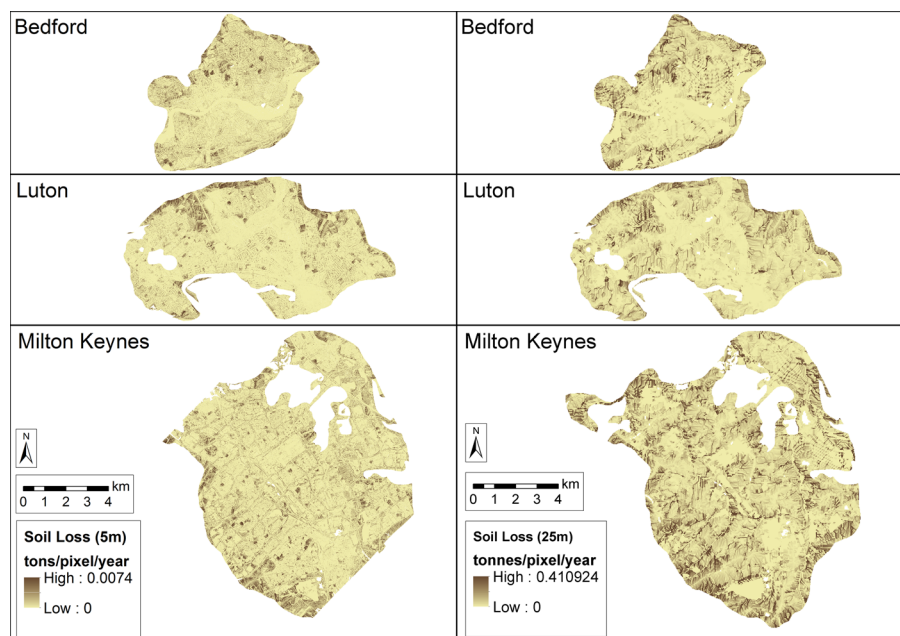 Bedford
Bedford
Luton
Luton
Milton Keynes
N
km
0 1 2 3 4
Soil Loss (5m)
tons/pixel/year
High : 0.0074
Low : 0
Milton Keynes
N
km
0 1 2 3 4
Soil Loss (25m)
tonnes/pixel/year
High : 0.410924
Low : 0